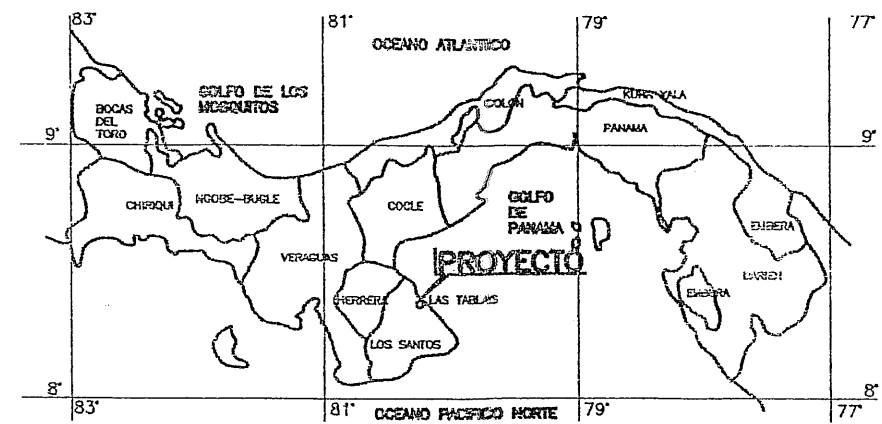 83°
81°
79°
77°
OCEANO ATLANTICO
GOLFO DE LOS
MOSQUITOS
COLON
KUNA YALA
BOCAS
DEL
TORO
PANAMA
9°
9°
CHIRIQUI
NGOBE-BUGLE
COCLE
GOLFO
DE
PANAMA
EMBERA
VERAGUAS
PROYECTO
DARIEN
EMBERA
HERRERA
LAS TABLAS
LOS SANTOS
8°
8°
83°
81°
79°
77°
OCEANO PACIFICO NORTE